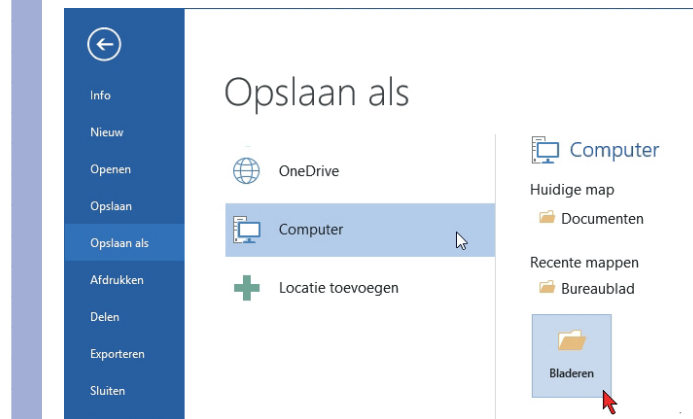 Info
Nieuw
Openen
Opslaan
Opslaan als
Afdrukken
Delen
Exporteren
Sluiten
Opslaan als
OneDrive
Computer
Locatie toevoegen
Computer
Huidige map
Documenten
Recente mappen
Bureaublad
Bladeren